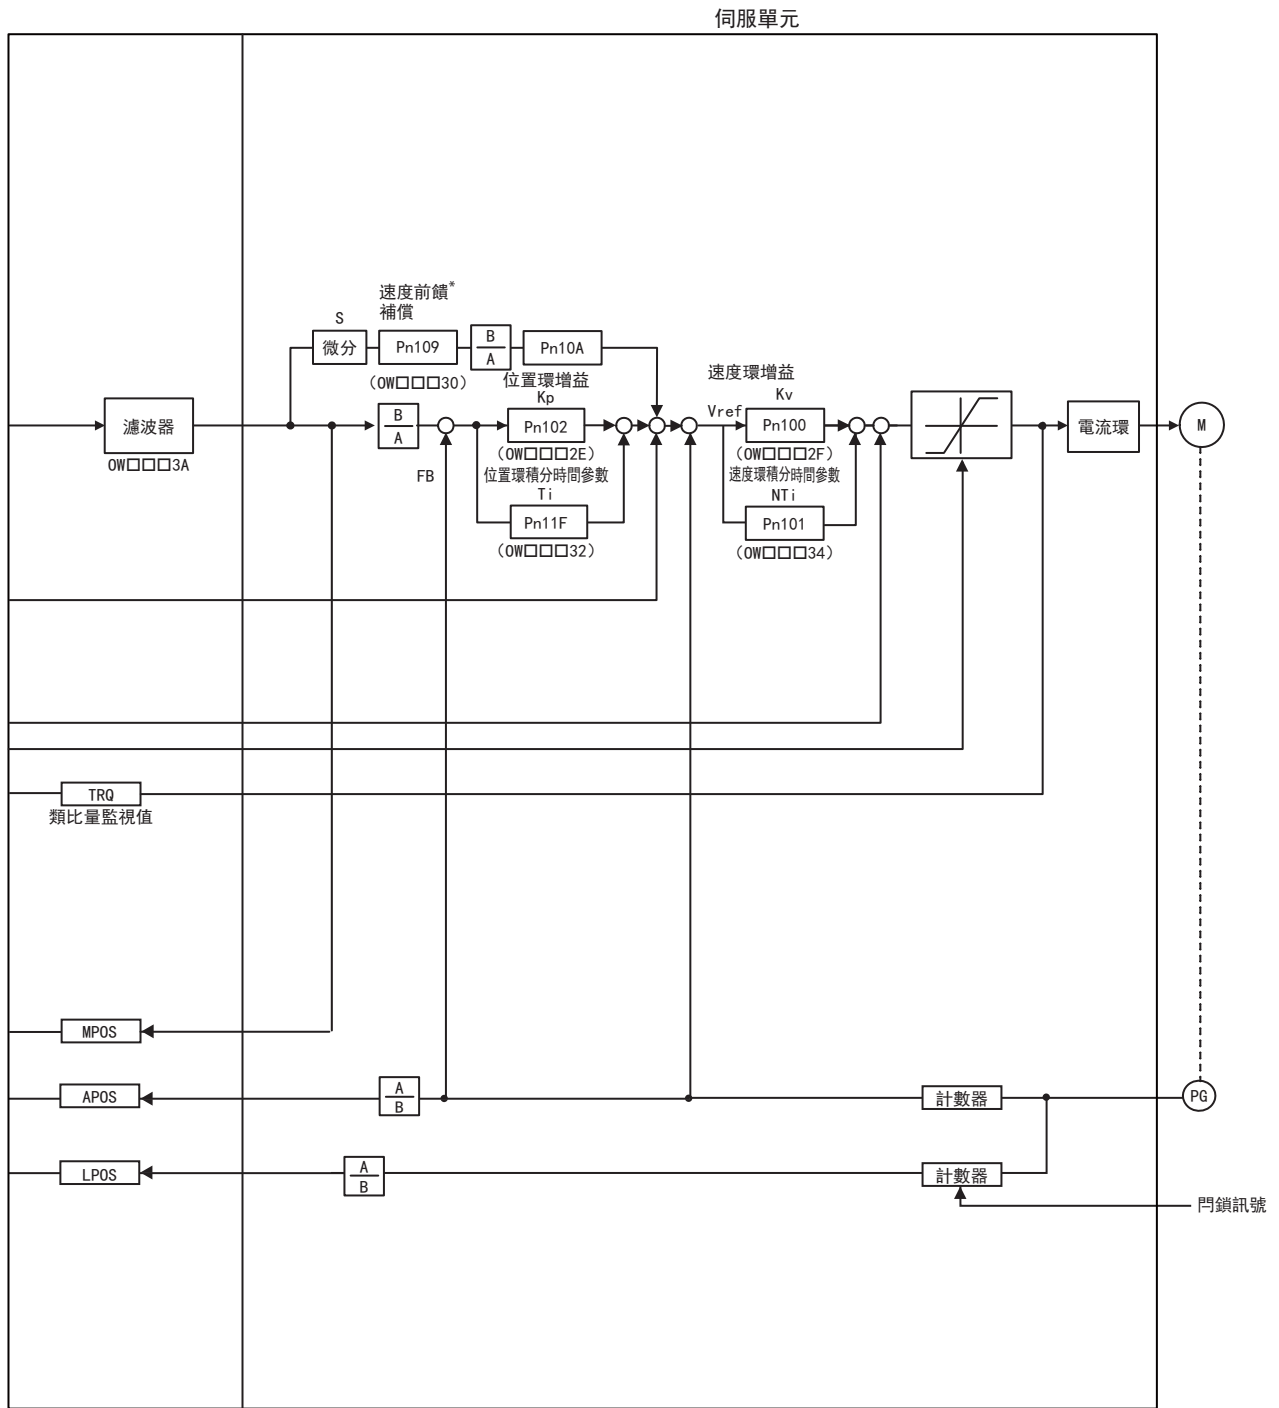 伺服單元
速度前饋*
補償
S
微分
Pn109
B
A
Pn10A
(OW□□□30)
位置環增益
Kp
速度環增益
Kv
濾波器
OW□□□3A
B
A
Pn102
(OW□□□2E)
Vref
Pn100
(OW□□□2F)
電流環
M
FB
位置環積分時間參數
Ti
Pn11F
(OW□□□32)
速度環積分時間參數
NTi
Pn101
(OW□□□34)
TRQ
類比量監視值
MPOS
APOS
A
B
計數器
PG
LPOS
A
B
計數器
閂鎖訊號